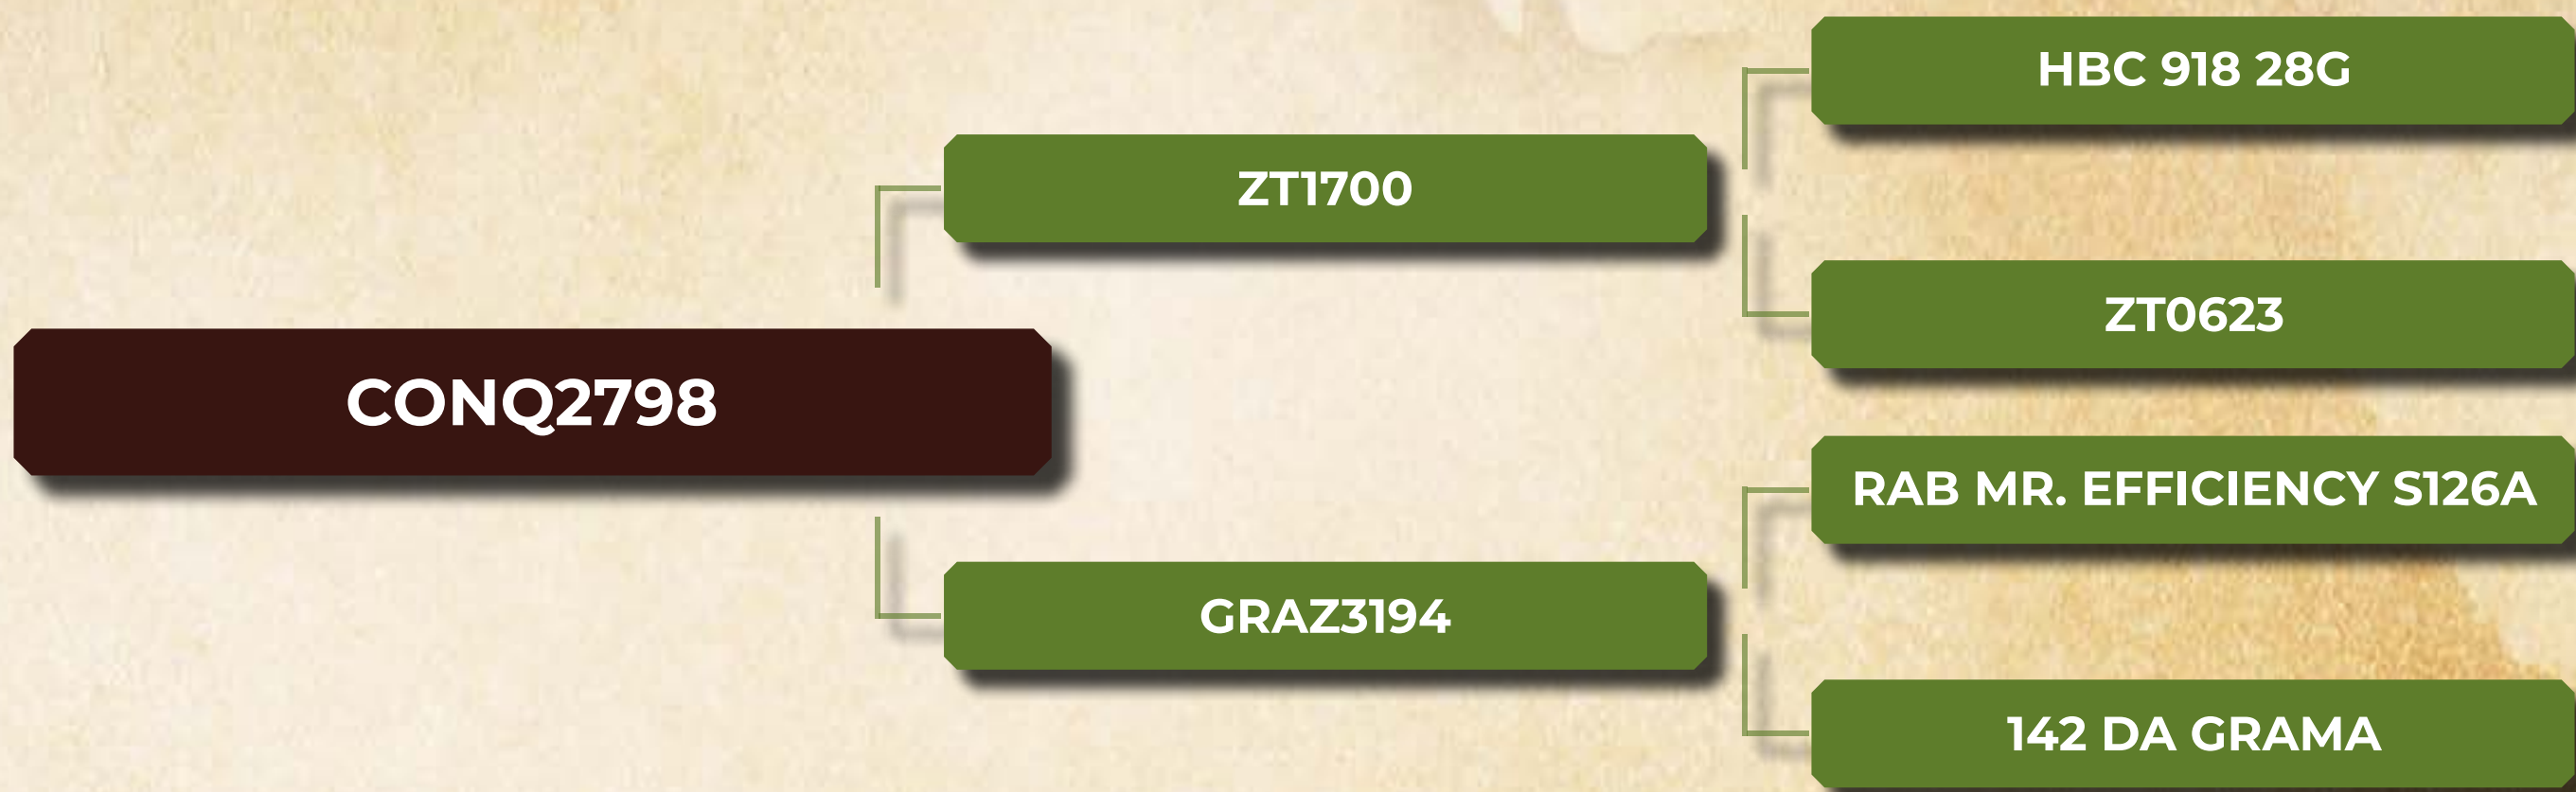 HBC 918 28G
ZT1700
ZT0623
CONQ2798
RAB MR. EFFICIENCY S126A
GRAZ3194
142 DA GRAMA